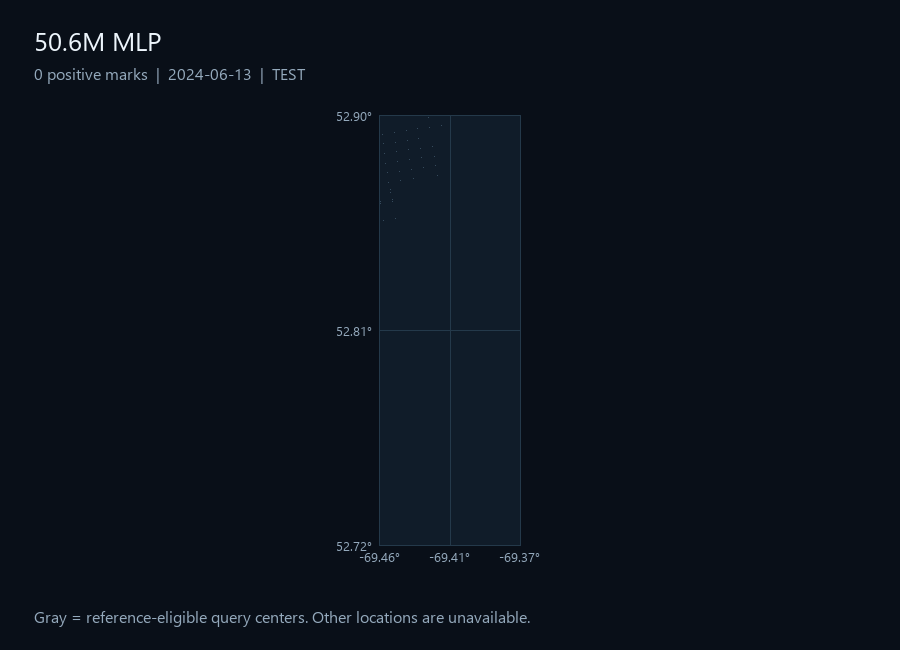 50.6M MLP
0 positive marks | 2024-06-13 | TEST
52.90°
52.81°
52.72°
-69.46° -69.41° -69.37°
Gray = reference-eligible query centers. Other locations are unavailable.